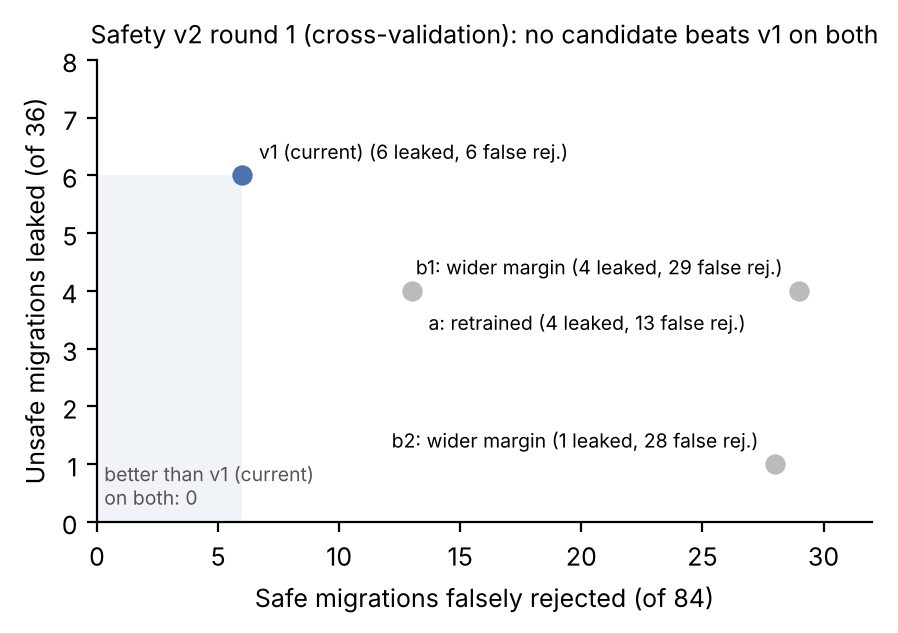 Safety v2 round 1 (cross-validation): no candidate beats v1 on both
Unsafe migrations leaked (of 36)
8
7
6
5
4
3
2
1
0
v1 (current) (6 leaked, 6 false rej.)
b1: wider margin (4 leaked, 29 false rej.)
a: retrained (4 leaked, 13 false rej.)
b2: wider margin (1 leaked, 28 false rej.)
better than v1 (current)
on both: 0
0 5 10 15 20 25 30
Safe migrations falsely rejected (of 84)